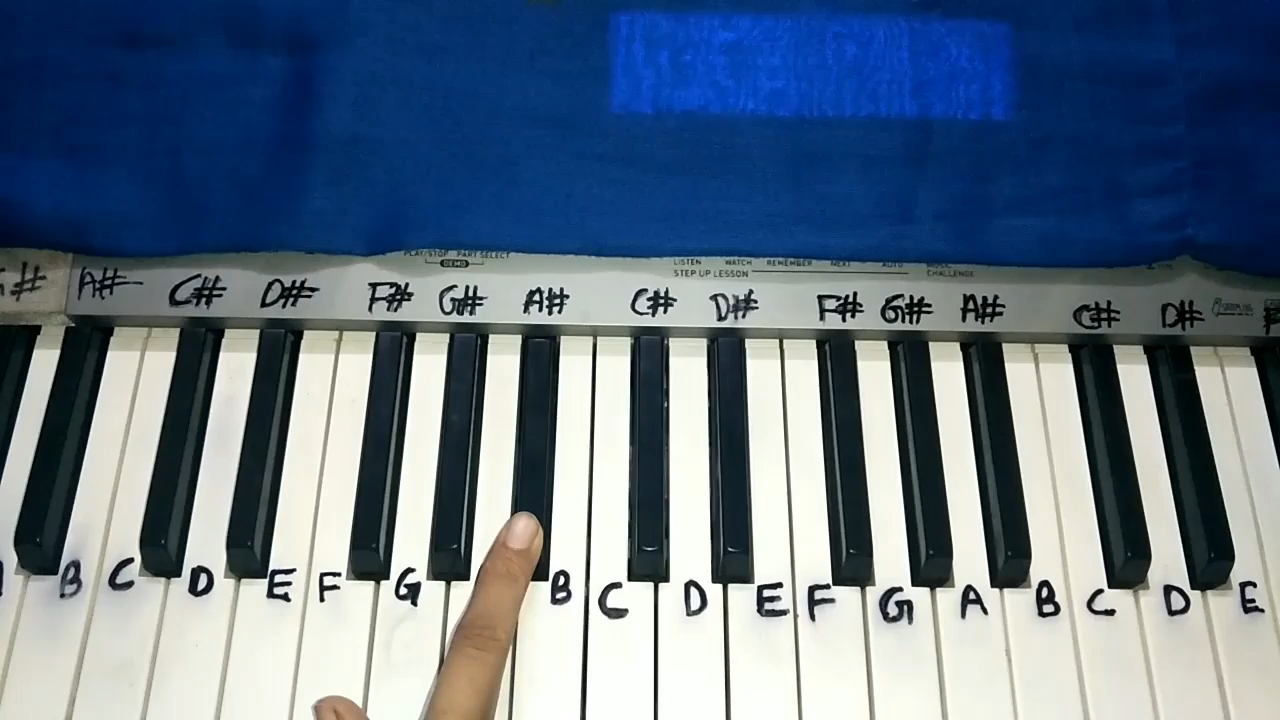 PLAY/STOP PART SELECT
DEMO
LISTEN WATCH REMEMBER NEXT AUTO MUSIC CHALLENGE
STEP UP LESSON
# A# C# D# F# G# A# C# D# F# G# A# C# D#
B C D E F G B C D E F G A B C D E